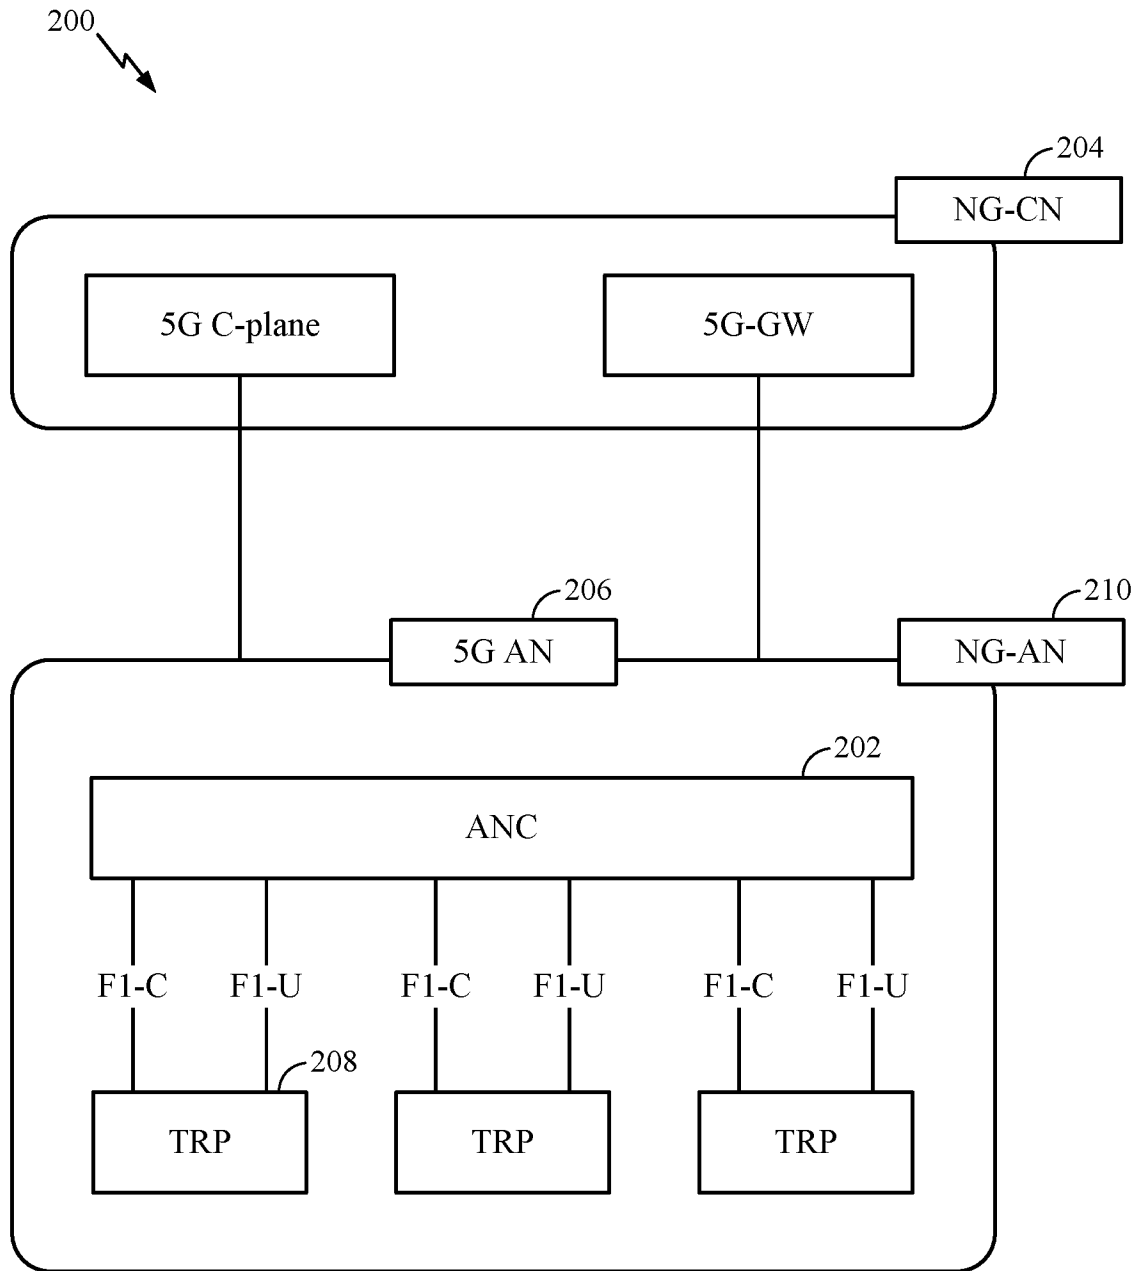 200
204
NG-CN
5G C-plane
5G-GW
206
210
5G AN
NG-AN
202
ANC
F1-C
F1-U
F1-C
F1-U
F1-C
F1-U
208
TRP
TRP
TRP